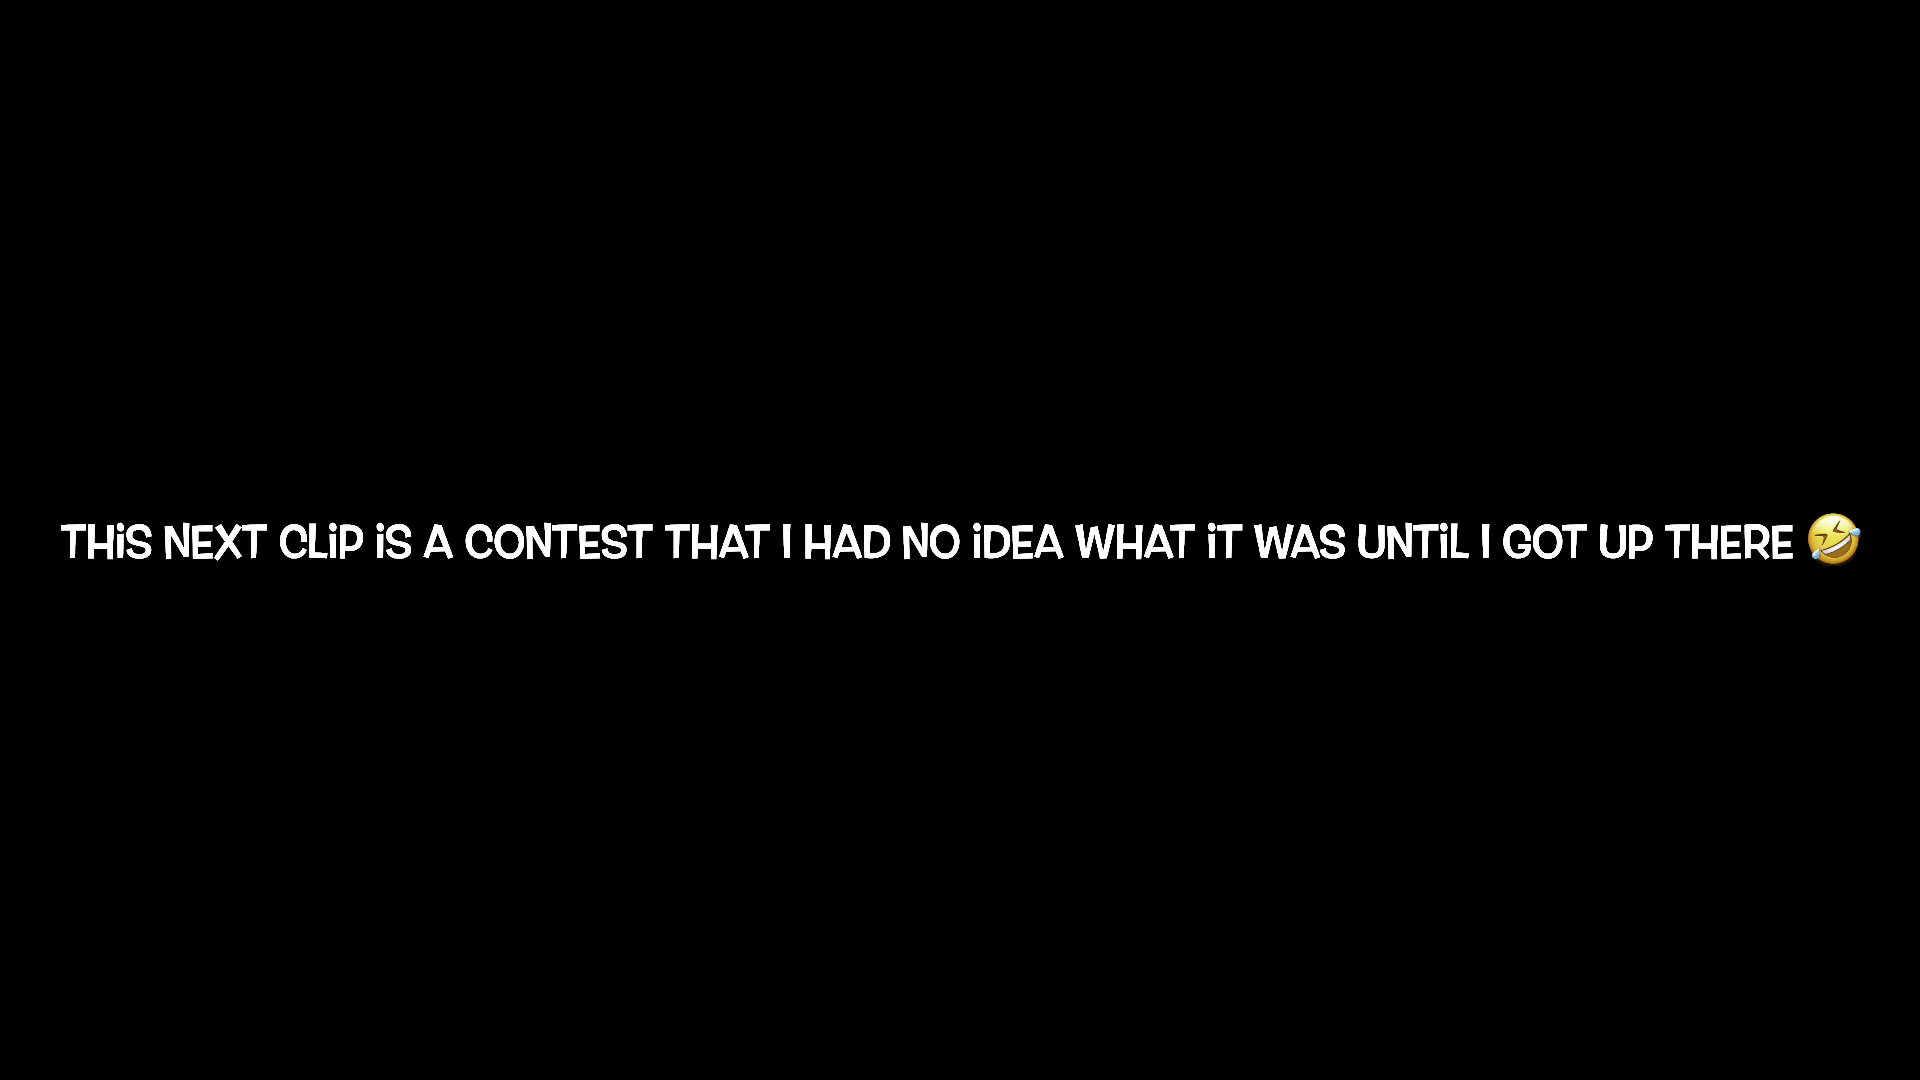 THiS NEXT CLiP iS A CONTEST THAT I HAD NO iDEA WHAT iT WAS UNTiL I GOT UP THERE 🤣